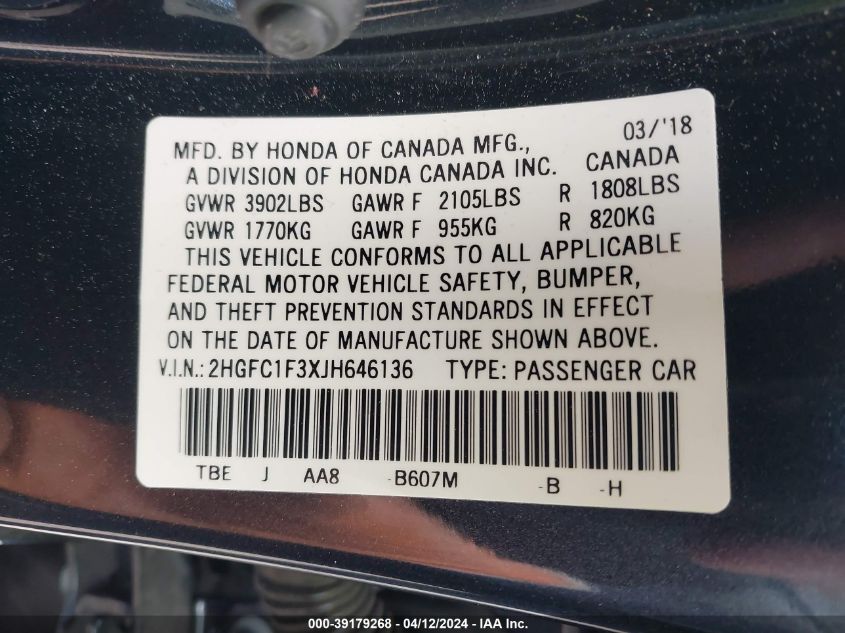 03/'18
MFD. BY HONDA OF CANADA MFG.,
A DIVISION OF HONDA CANADA INC. CANADA
GVWR 3902LBS GAWR F 2105LBS R 1808LBS
GVWR 1770KG GAWR F 955KG R 820KG
THIS VEHICLE CONFORMS TO ALL APPLICABLE
FEDERAL MOTOR VEHICLE SAFETY, BUMPER,
AND THEFT PREVENTION STANDARDS IN EFFECT
ON THE DATE OF MANUFACTURE SHOWN ABOVE.
V.I.N.: 2HGFC1F3XJH646136 TYPE: PASSENGER CAR
TBE J AA8 -B607M -B -H
000-39179268 - 04/12/2024 - IAA, Inc.